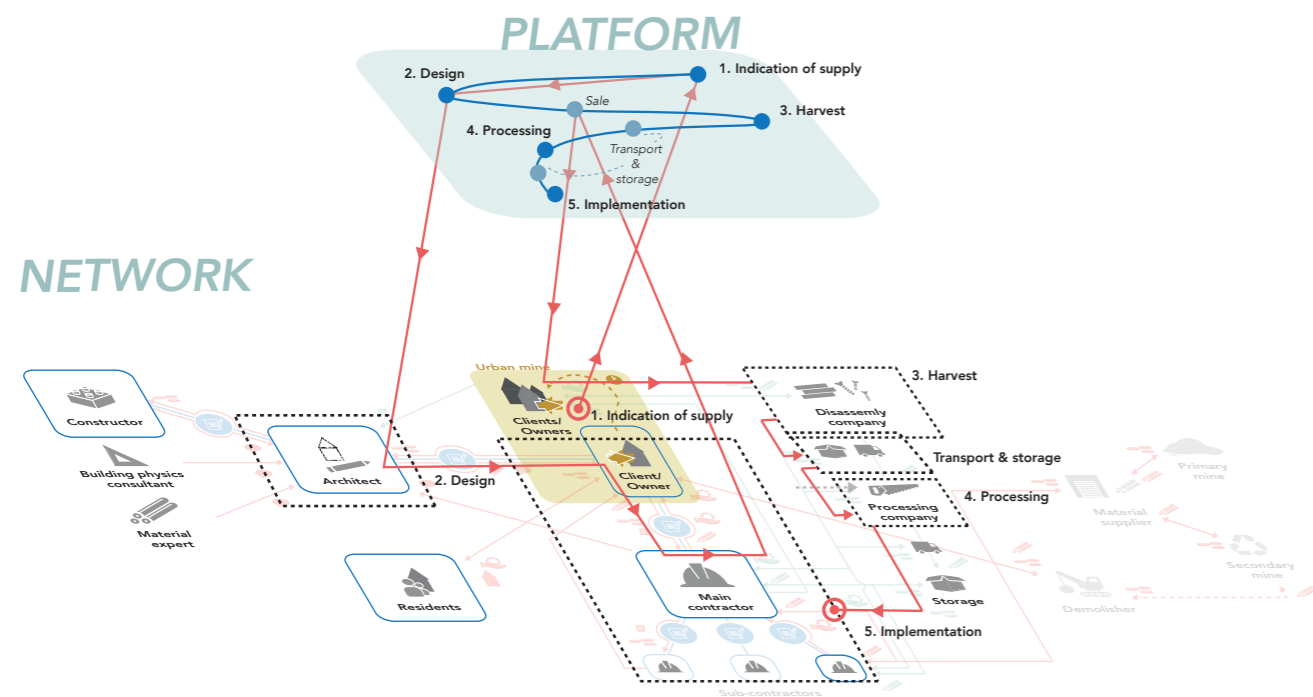 PLATFORM
2. Design
1. Indication of supply
Sale
3. Harvest
4. Processing
Transport
&
storage
5. Implementation
NETWORK
Urban mine
3. Harvest
Constructor
Clients/
Owners
1. Indication of supply
Disassemly
company
Building physics
consultant
Architect
2. Design
Client/
Owner
Transport & storage
Primary
mine
4. Processing
Processing
company
Material
supplier
Material
expert
Secondary
mine
Residents
Main
contractor
Storage
Demolisher
5. Implementation
Sub-contractors